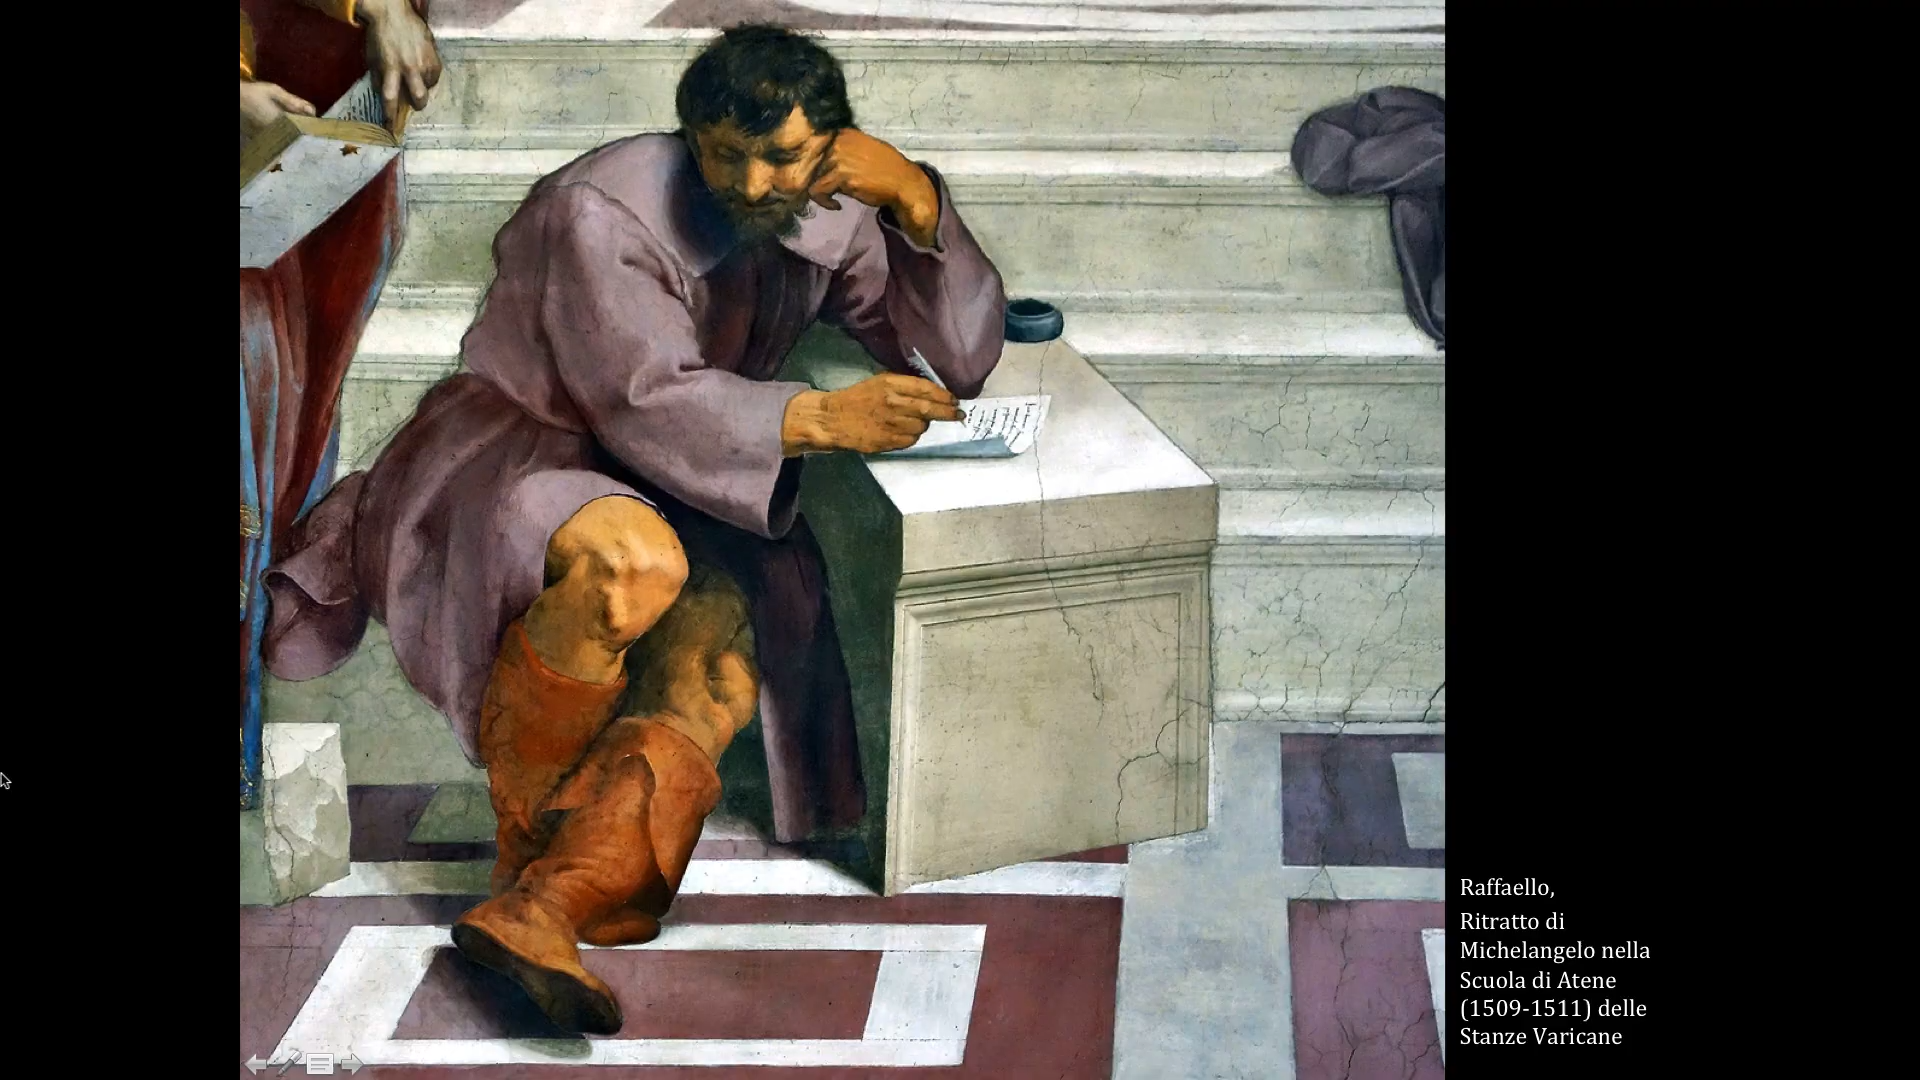 Raffaello,
Ritratto di
Michelangelo nella
Scuola di Atene
(1509-1511) delle
Stanze Varicane